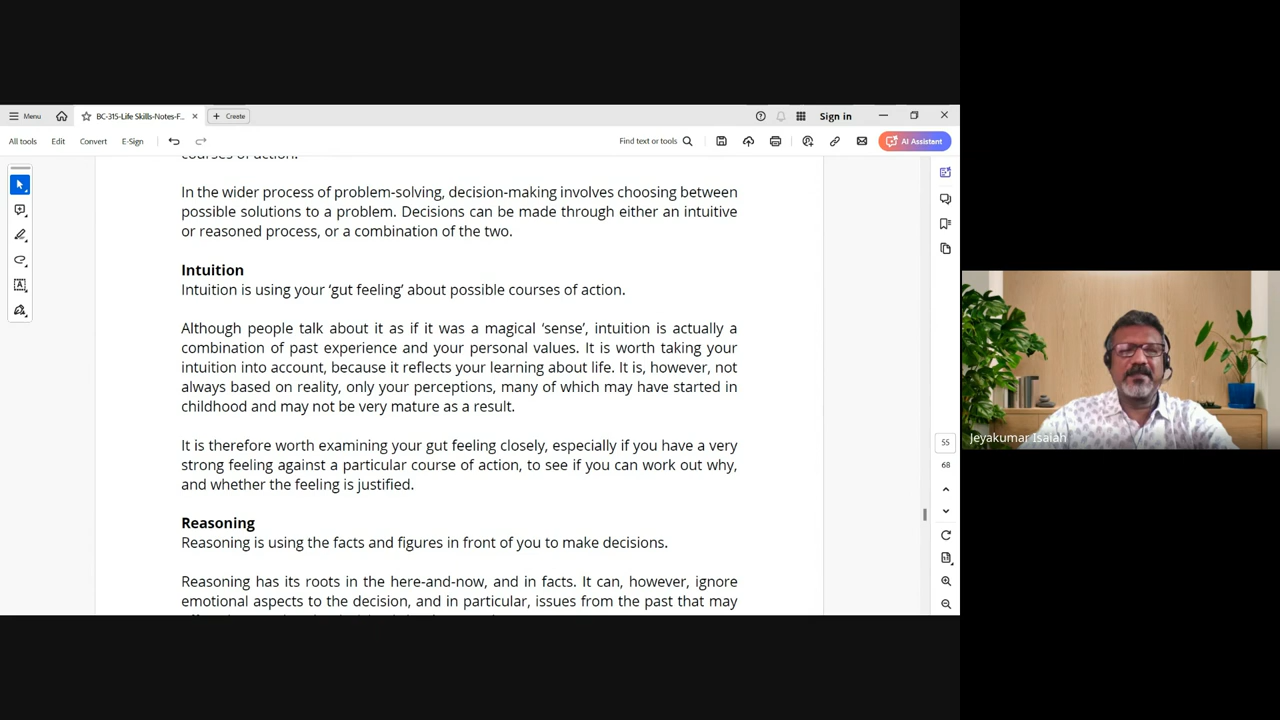 Menu
BC-315-Life Skills-Notes-F...
Create
Sign in
All tools
Edit
Convert
E-Sign
Find text or tools
AI Assistant
courses of action.
In the wider process of problem-solving, decision-making involves choosing between
possible solutions to a problem. Decisions can be made through either an intuitive
or reasoned process, or a combination of the two.
Intuition
Intuition is using your ‘gut feeling’ about possible courses of action.
Although people talk about it as if it was a magical ‘sense’, intuition is actually a
combination of past experience and your personal values. It is worth taking your
intuition into account, because it reflects your learning about life. It is, however, not
always based on reality, only your perceptions, many of which may have started in
childhood and may not be very mature as a result.
It is therefore worth examining your gut feeling closely, especially if you have a very
strong feeling against a particular course of action, to see if you can work out why,
and whether the feeling is justified.
Reasoning
Reasoning is using the facts and figures in front of you to make decisions.
Reasoning has its roots in the here-and-now, and in facts. It can, however, ignore
emotional aspects to the decision, and in particular, issues from the past that may
55
68
Jeyakumar Isaiah